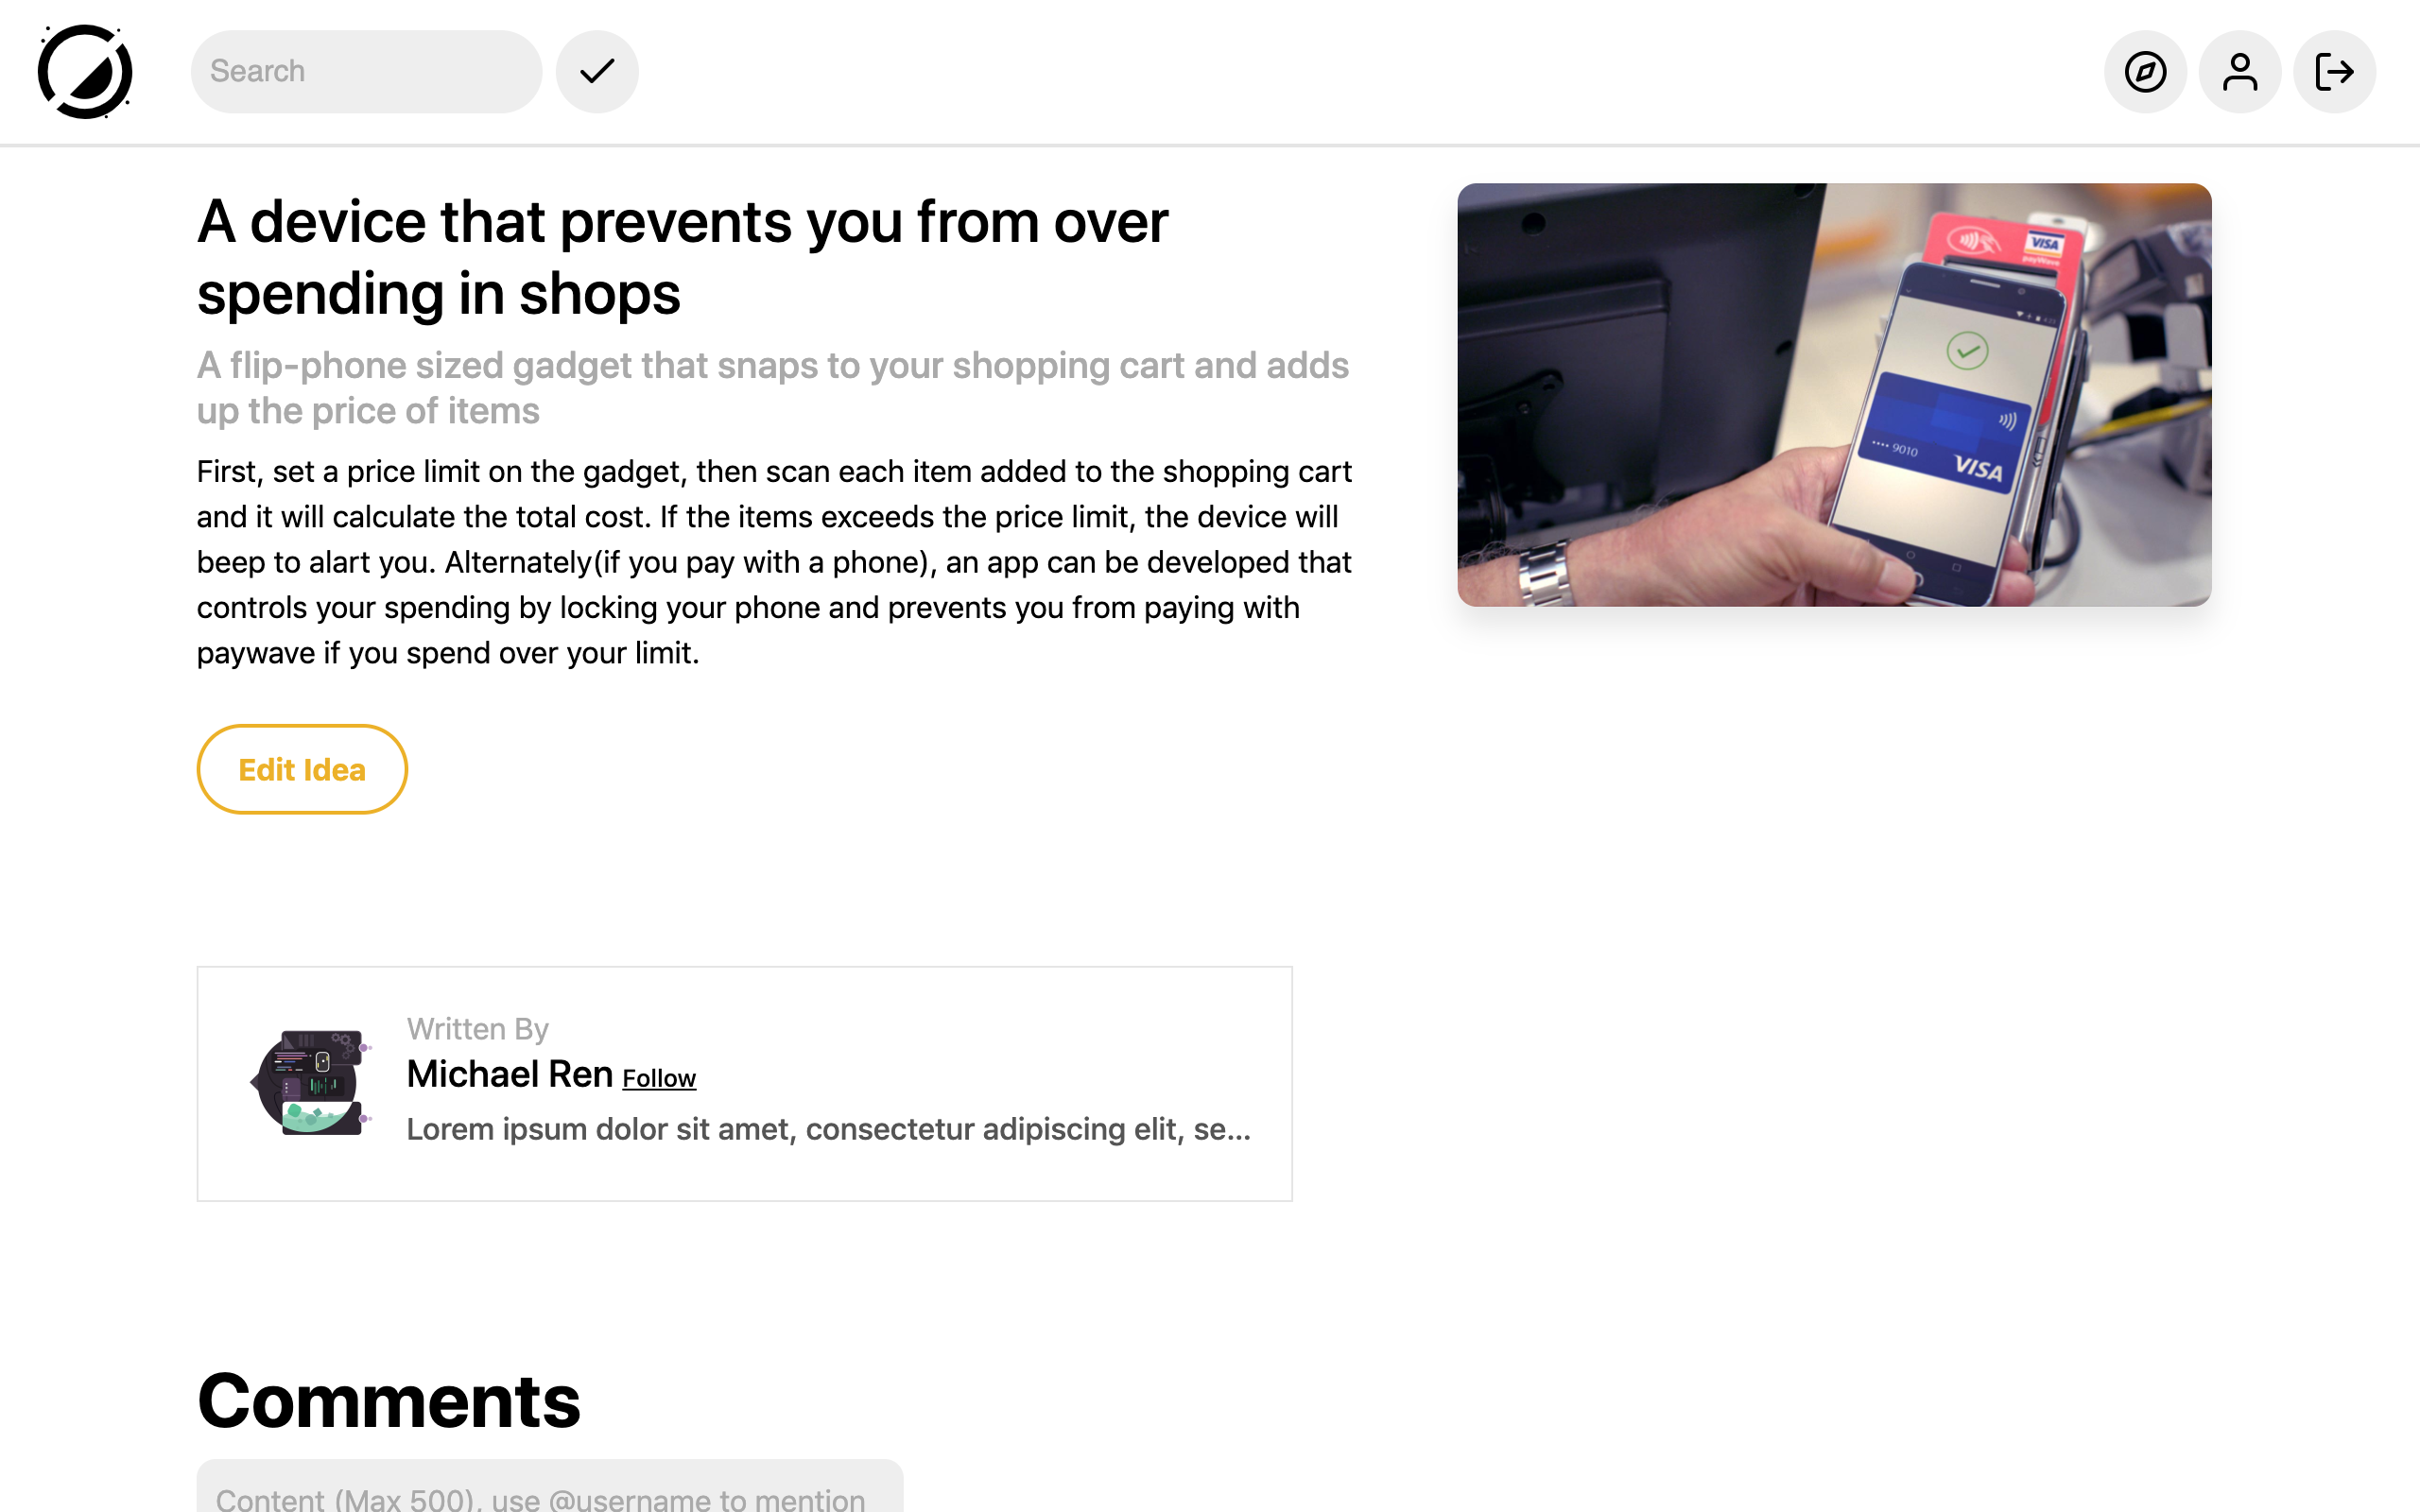 Search
A device that prevents you from over
spending in shops
A flip-phone sized gadget that snaps to your shopping cart and adds
up the price of items
First, set a price limit on the gadget, then scan each item added to the shopping cart
and it will calculate the total cost. If the items exceeds the price limit, the device will
beep to alart you. Alternately(if you pay with a phone), an app can be developed that
controls your spending by locking your phone and prevents you from paying with
paywave if you spend over your limit.
VISA
payWave
•••• 9010
VISA
Edit Idea
Written By
Michael Ren Follow
Lorem ipsum dolor sit amet, consectetur adipiscing elit, se...
Comments
Content (Max 500), use @username to mention